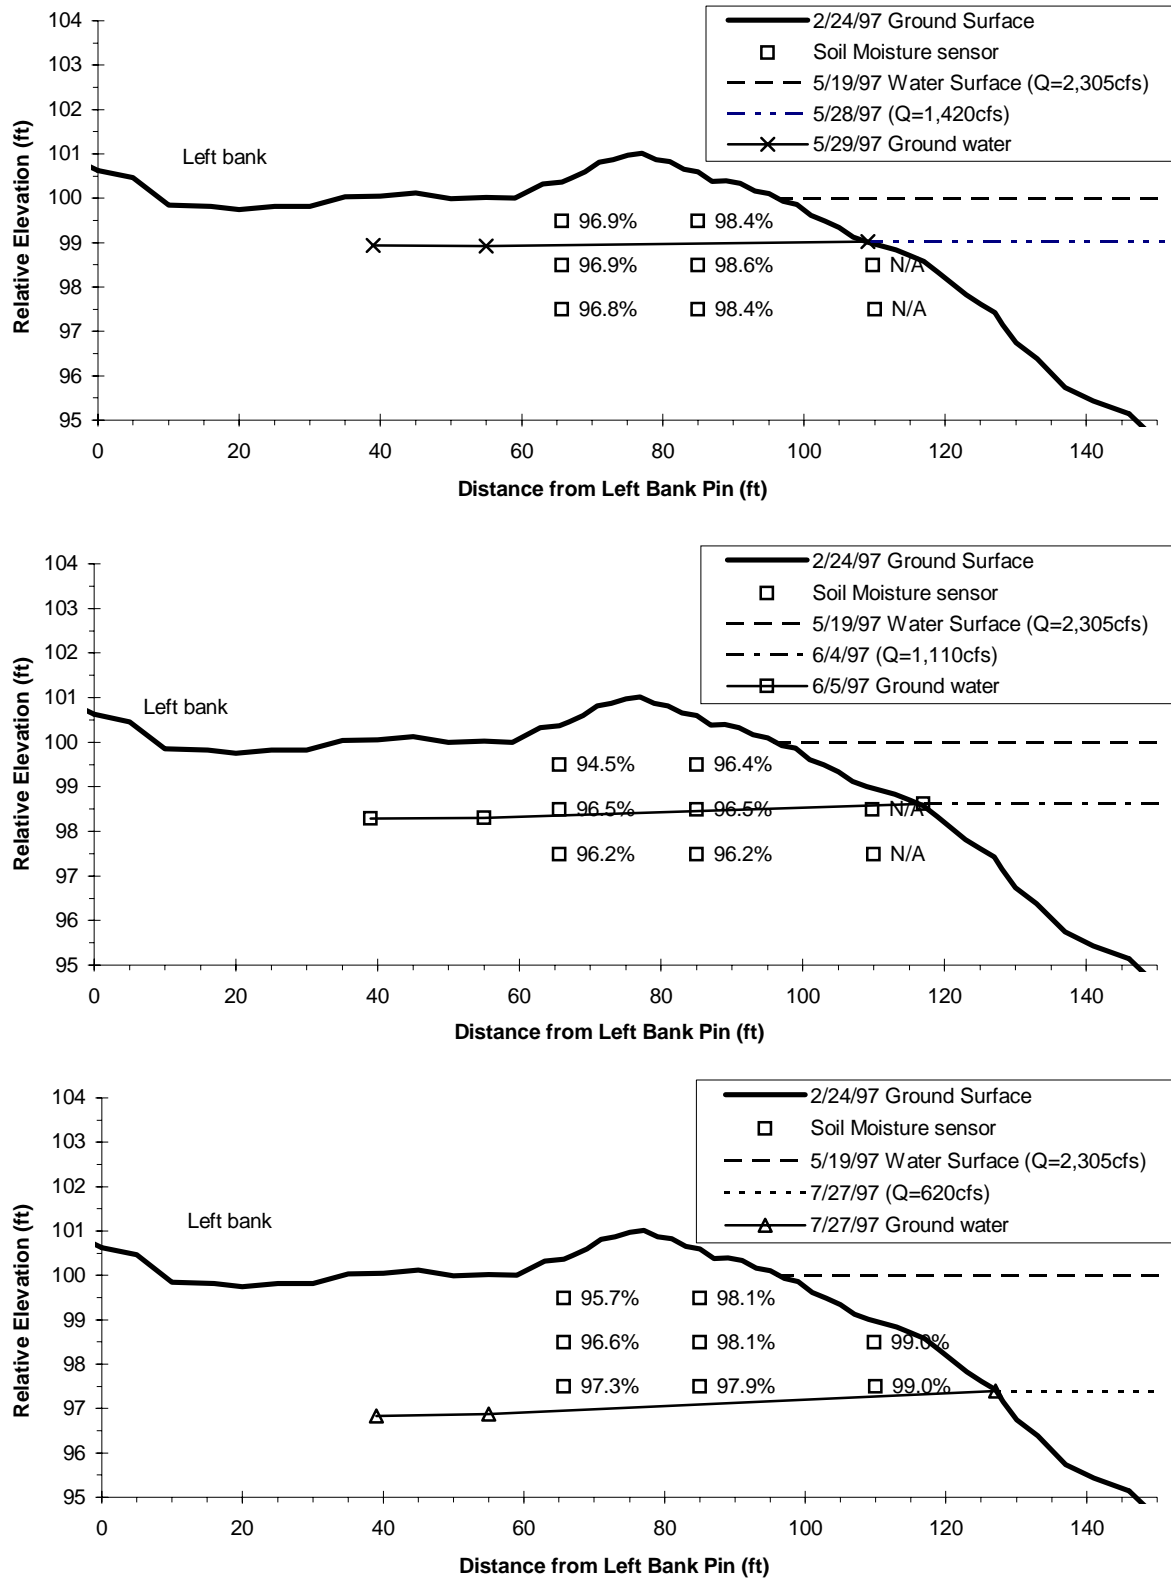 104
103
102
101
100
99
98
97
96
95
Relative Elevation (ft)
2/24/97 Ground Surface
Soil Moisture sensor
5/19/97 Water Surface (Q=2,305cfs)
5/28/97 (Q=1,420cfs)
5/29/97 Ground water
Left bank
96.9% 98.4%
96.9% 98.6% N/A
96.8% 98.4% N/A
0 20 40 60 80 100 120 140
Distance from Left Bank Pin (ft)
104
103
102
101
100
99
98
97
96
95
Relative Elevation (ft)
2/24/97 Ground Surface
Soil Moisture sensor
5/19/97 Water Surface (Q=2,305cfs)
6/4/97 (Q=1,110cfs)
6/5/97 Ground water
Left bank
94.5% 96.4%
96.5% 96.5% N/A
96.2% 96.2% N/A
0 20 40 60 80 100 120 140
Distance from Left Bank Pin (ft)
104
103
102
101
100
99
98
97
96
95
Relative Elevation (ft)
2/24/97 Ground Surface
Soil Moisture sensor
5/19/97 Water Surface (Q=2,305cfs)
7/27/97 (Q=620cfs)
7/27/97 Ground water
Left bank
95.7% 98.1%
96.6% 98.1% 99.0%
97.3% 97.9% 99.0%
0 20 40 60 80 100 120 140
Distance from Left Bank Pin (ft)